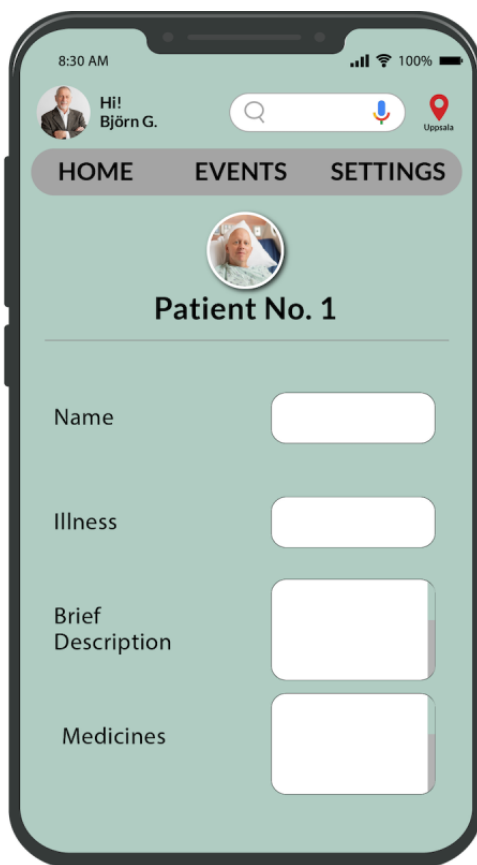 8:30 AM
100%
Hi!
Björn G.
Uppsala
HOME EVENTS SETTINGS
Patient No. 1
Name
Illness
Brief
Description
Medicines